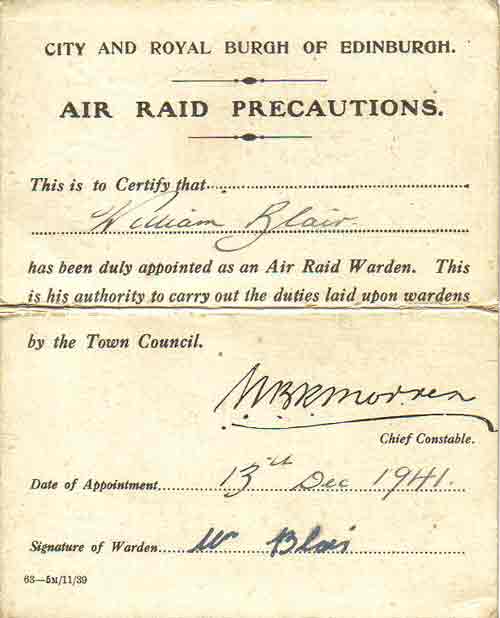 CITY AND ROYAL BURGH OF EDINBURGH.
AIR RAID PRECAUTIONS.
This is to Certify that
William Blair
has been duly appointed as an Air Raid Warden. This
is his authority to carry out the duties laid upon wardens
by the Town Council.
W.B.R. Morren
Chief Constable.
Date of Appointment 13th Dec 1941.
Signature of Warden Wm Blair
63—5M/11/39